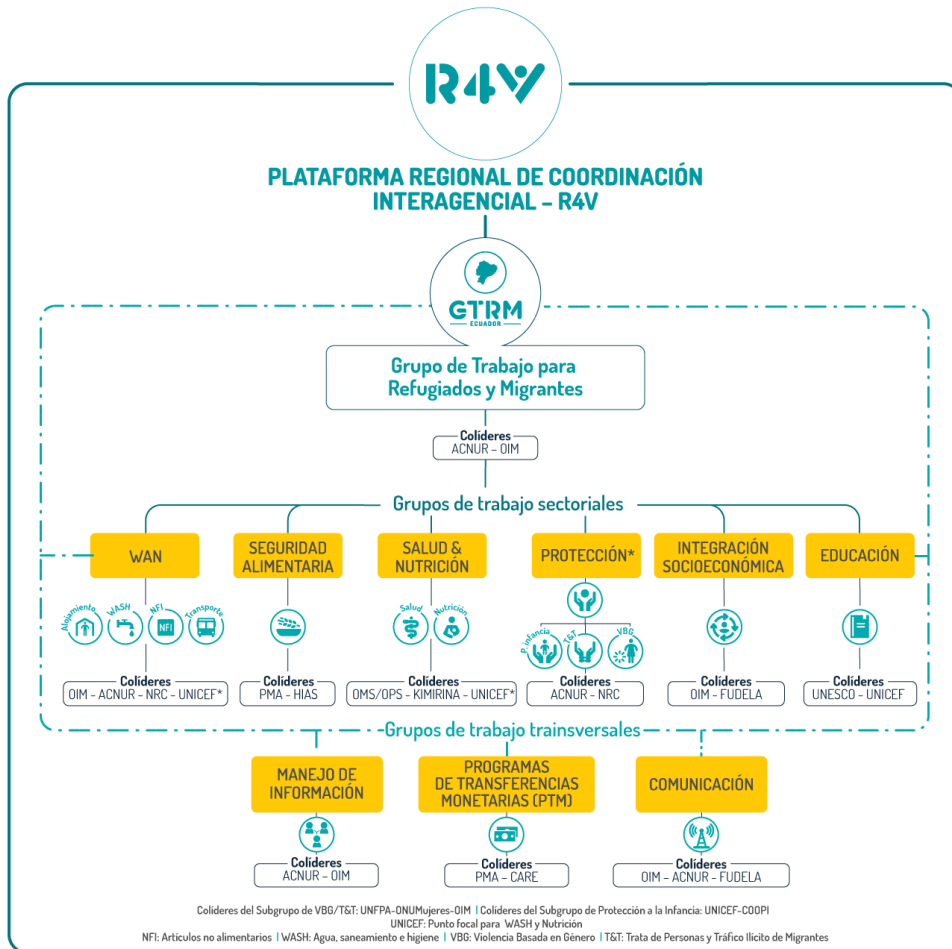 R4V
PLATAFORMA REGIONAL DE COORDINACIÓN
INTERAGENCIAL – R4V
GTRM
ECUADOR
Grupo de Trabajo para
Refugiados y Migrantes
Colíderes
ACNUR – OIM
Grupos de trabajo sectoriales
WAN
SEGURIDAD
ALIMENTARIA
SALUD &
NUTRICIÓN
PROTECCIÓN*
INTEGRACIÓN
SOCIOECONÓMICA
EDUCACIÓN
Alojamiento
WASH
NFI
NFI
Transporte
Salud
Nutrición
P. infancia
T&T
VBG
Colíderes
OIM – ACNUR – NRC – UNICEF*
Colíderes
PMA – HIAS
Colíderes
OMS/OPS – KIMIRINA – UNICEF*
Colíderes
ACNUR – NRC
Colíderes
OIM – FUDELA
Colíderes
UNESCO – UNICEF
Grupos de trabajo trainsversales
MANEJO DE
INFORMACIÓN
PROGRAMAS
DE TRANSFERENCIAS
MONETARIAS (PTM)
COMUNICACIÓN
Colíderes
ACNUR – OIM
Colíderes
PMA – CARE
Colíderes
OIM – ACNUR – FUDELA
Colideres del Subgrupo de VBG/T&T: UNFPA-ONUMujeres-OIM | Colideres del Subgrupo de Protección a la Infancia: UNICEF-COOPI
UNICEF: Punto focal para WASH y Nutrición
NFI: Artículos no alimentarios | WASH: Agua, saneamiento e higiene | VBG: Violencia Basada en Género | T&T: Trata de Personas y Tráfico Ilícito de Migrantes